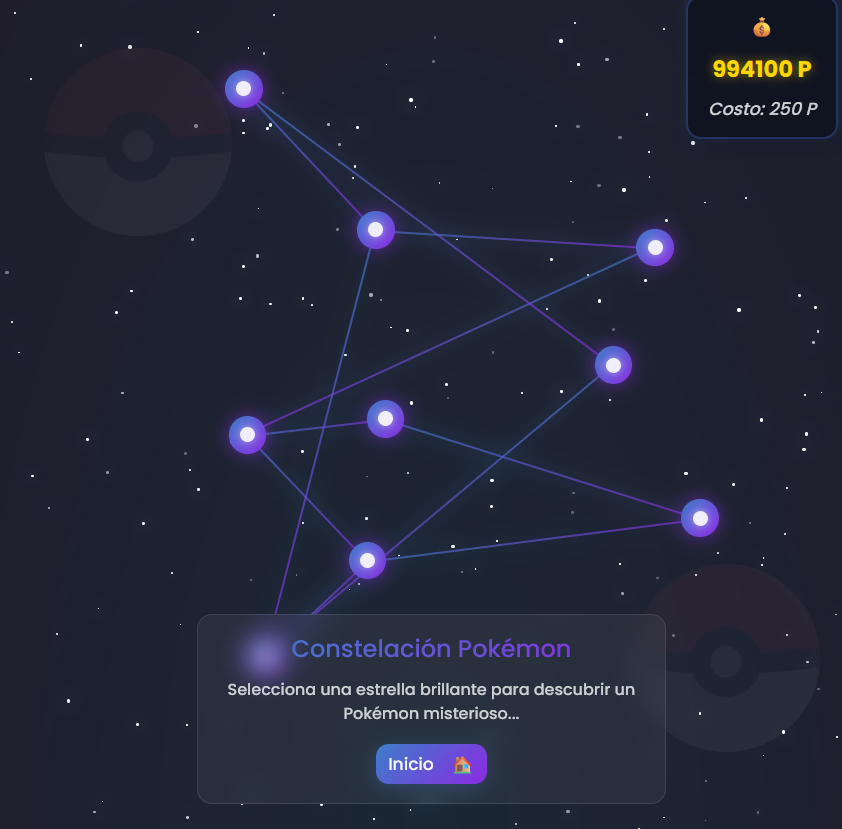 994100 P
Costo: 250 P
Constelación Pokémon
Selecciona una estrella brillante para descubrir un
Pokémon misterioso...
Inicio